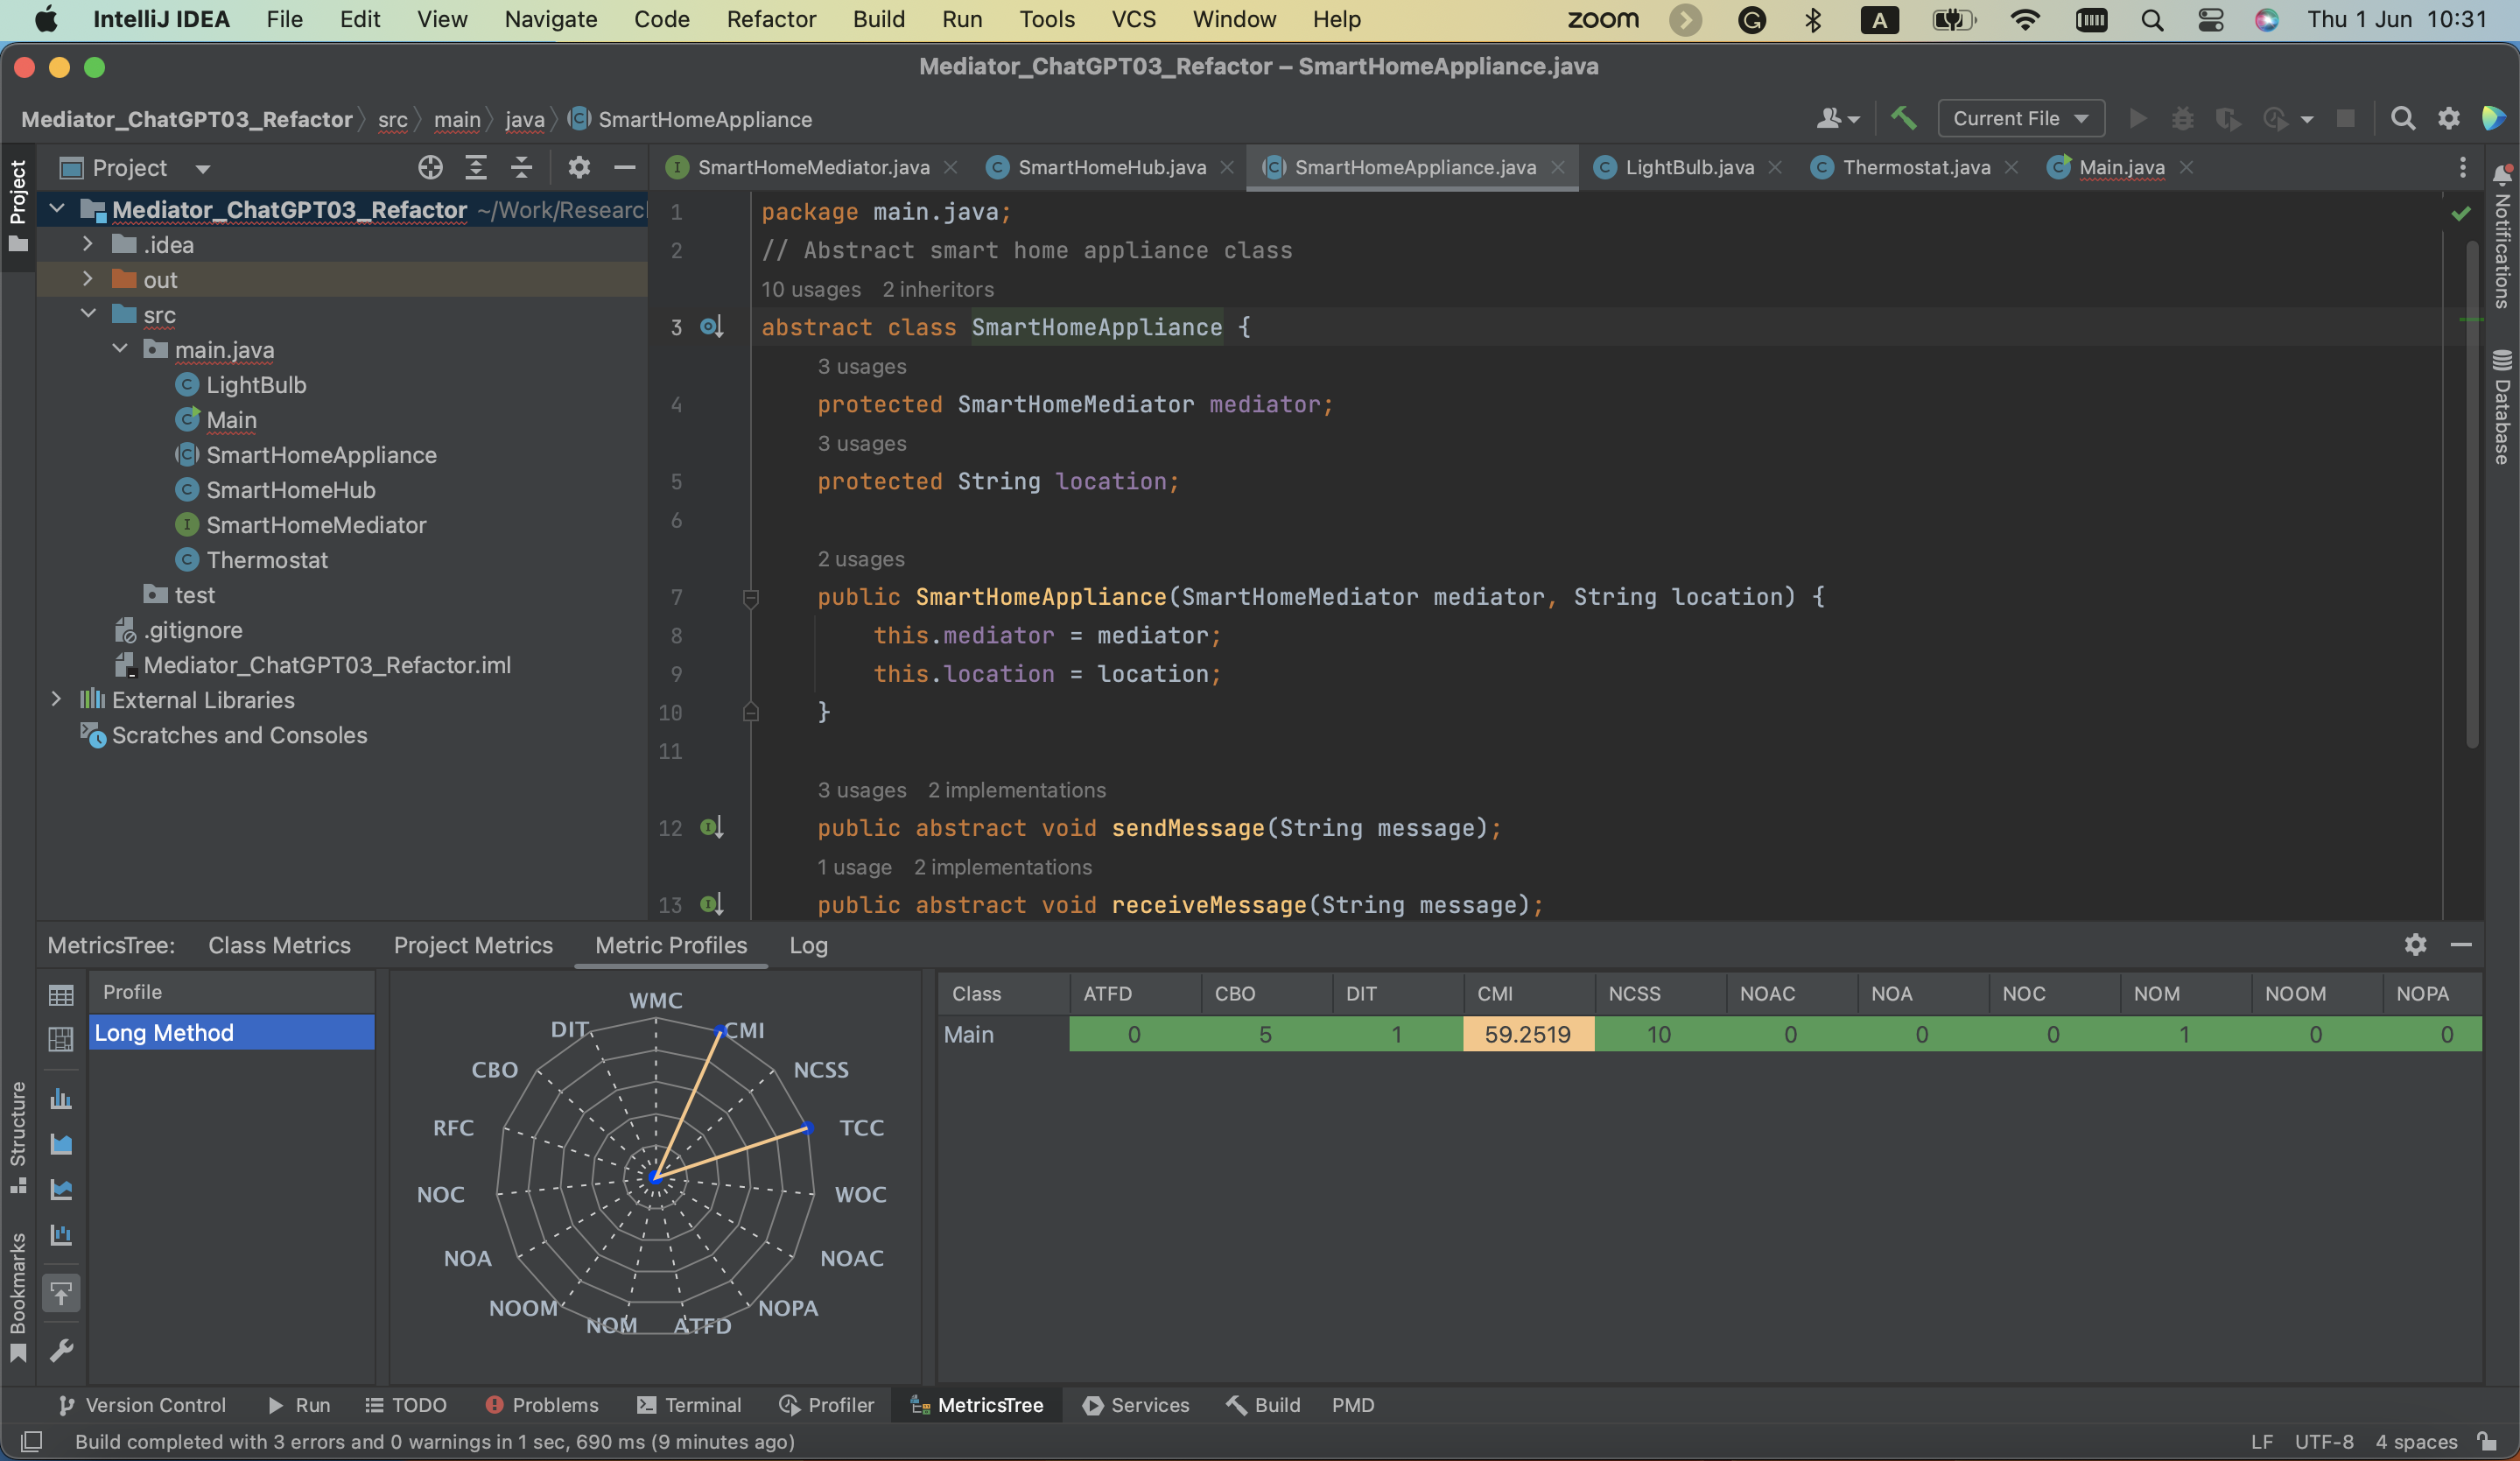 IntelliJ IDEA File Edit View Navigate Code Refactor Build Run Tools VCS Window Help zoom A Thu 1 Jun 10:31
Mediator_ChatGPT03_Refactor – SmartHomeAppliance.java
Mediator_ChatGPT03_Refactor src main java SmartHomeAppliance Current File
Project
Project
SmartHomeMediator.java SmartHomeHub.java SmartHomeAppliance.java LightBulb.java Thermostat.java Main.java
Mediator_ChatGPT03_Refactor ~/Work/Research
.idea
out
src
main.java
LightBulb
Main
SmartHomeAppliance
SmartHomeHub
SmartHomeMediator
Thermostat
test
.gitignore
Mediator_ChatGPT03_Refactor.iml
External Libraries
Scratches and Consoles
1 package main.java;
2 // Abstract smart home appliance class
10 usages 2 inheritors
3 abstract class SmartHomeAppliance {
3 usages
4 protected SmartHomeMediator mediator;
3 usages
5 protected String location;
6
2 usages
7 public SmartHomeAppliance(SmartHomeMediator mediator, String location) {
8 this.mediator = mediator;
9 this.location = location;
10 }
11
3 usages 2 implementations
12 public abstract void sendMessage(String message);
1 usage 2 implementations
13 public abstract void receiveMessage(String message);
Notifications
Database
MetricsTree: Class Metrics Project Metrics Metric Profiles Log
Structure
Bookmarks
Profile
Long Method
WMC
DIT CMI
CBO NCSS
RFC TCC
NOC WOC
NOA NOAC
NOOM NOPA
NOM ATFD
Class ATFD CBO DIT CMI NCSS NOAC NOA NOC NOM NOOM NOPA
Main 0 5 1 59.2519 10 0 0 0 1 0 0
Version Control Run TODO Problems Terminal Profiler MetricsTree Services Build PMD
Build completed with 3 errors and 0 warnings in 1 sec, 690 ms (9 minutes ago) LF UTF-8 4 spaces